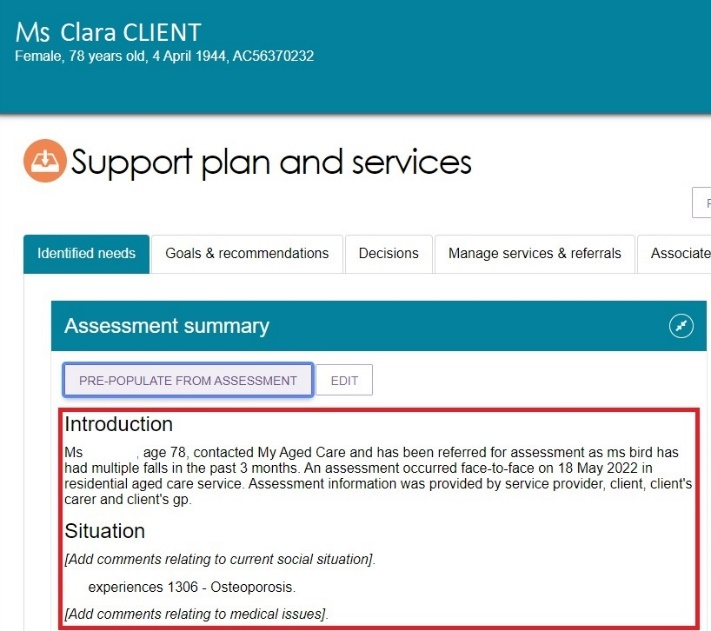 Ms Clara CLIENT
Female, 78 years old, 4 April 1944, AC56370232
Support plan and services
Identified needs
Goals & recommendations
Decisions
Manage services & referrals
Associate
Assessment summary
PRE-POPULATE FROM ASSESSMENT
EDIT
Introduction
Ms , age 78, contacted My Aged Care and has been referred for assessment as ms bird has
had multiple falls in the past 3 months. An assessment occurred face-to-face on 18 May 2022 in
residential aged care service. Assessment information was provided by service provider, client, client's
carer and client's gp.
Situation
[Add comments relating to current social situation].
experiences 1306 - Osteoporosis.
[Add comments relating to medical issues].